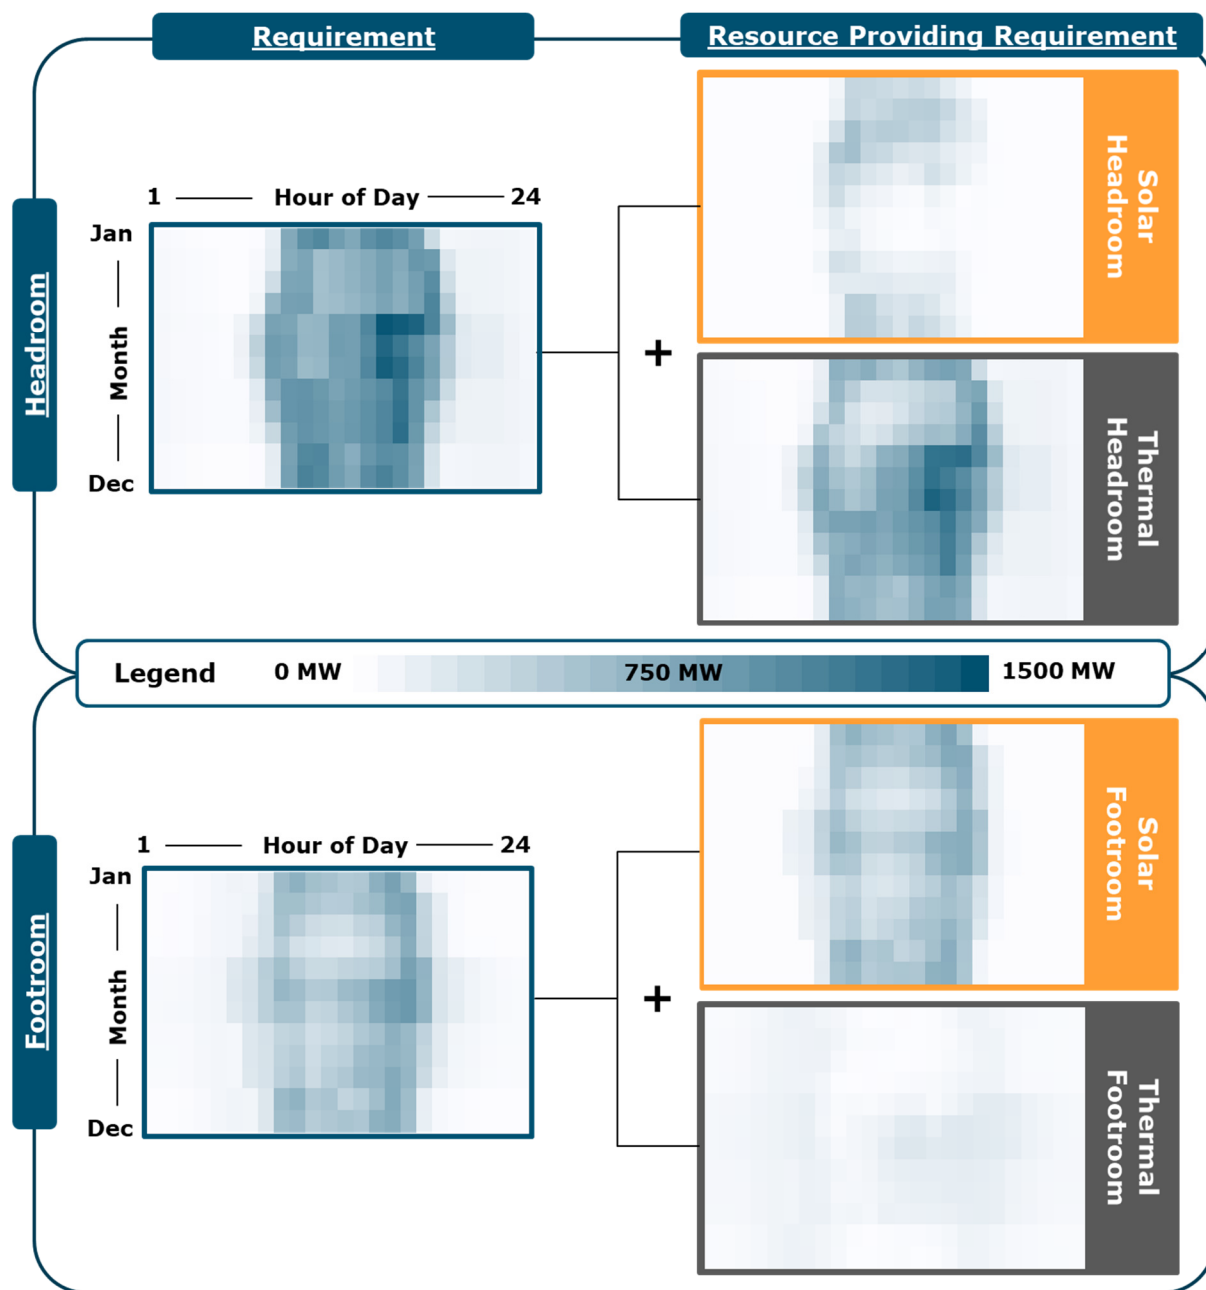 Requirement
Resource Providing Requirement
Headroom
1
Hour of Day
24
Jan
Month
Dec
Solar
Headroom
+
Thermal
Headroom
Legend
0 MW
750 MW
1500 MW
Footroom
1
Hour of Day
24
Jan
Month
Dec
Solar
Footroom
+
Thermal
Footroom